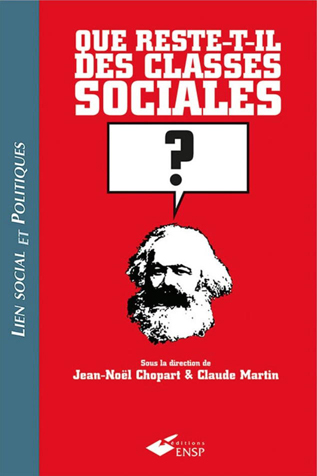 QUE RESTE-T-IL
DES CLASSES
SOCIALES
?
Sous la direction de
Jean-Noël Chopart & Claude Martin
éditions
ENSP
LIEN SOCIAL ET POLITIQUES